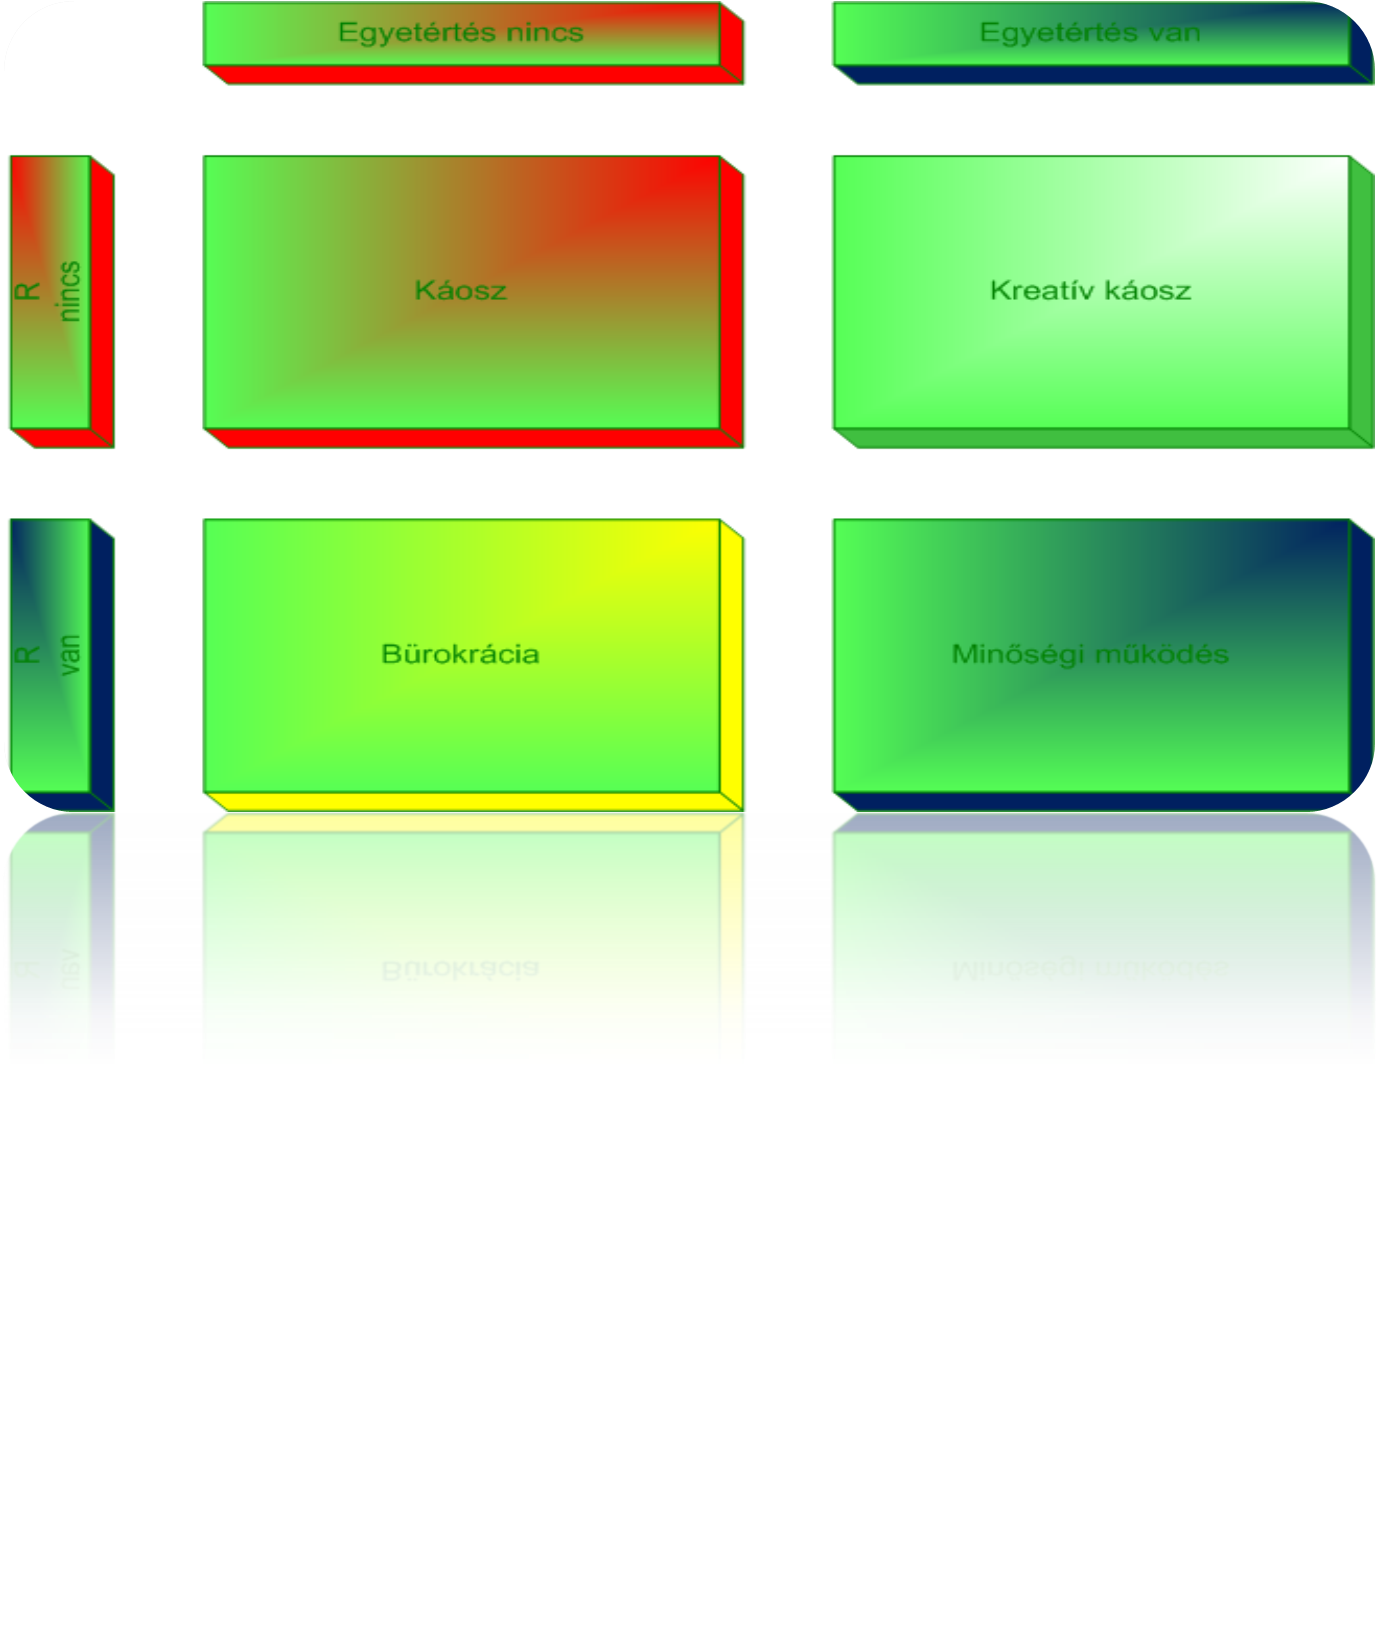 Egyetértés nincs
Egyetértés van
R
nincs
Káosz
Kreatív káosz
R
van
Bürokrácia
Minőségi működés